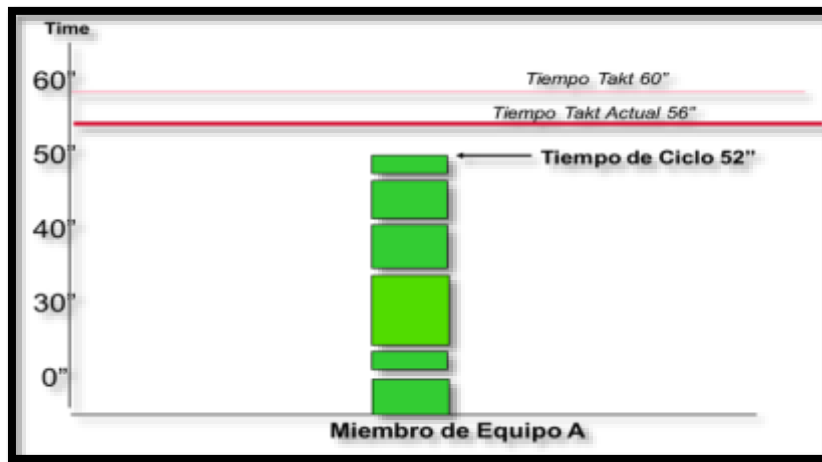 Time
60”
Tiempo Takt 60”
Tiempo Takt Actual 56”
50”
Tiempo de Ciclo 52”
40”
30”
0”
Miembro de Equipo A